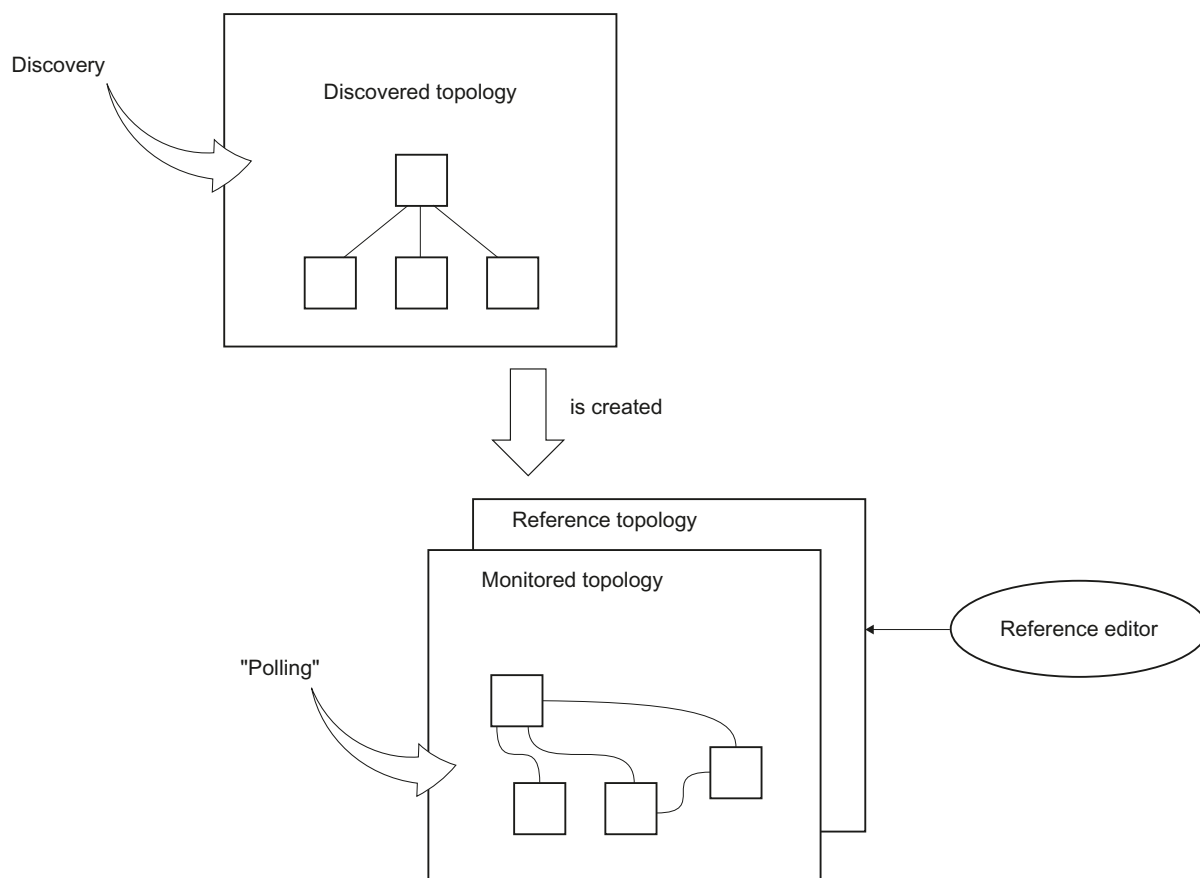 Discovery
Discovered topology
is created
Reference topology
Monitored topology
Reference editor
"Polling"